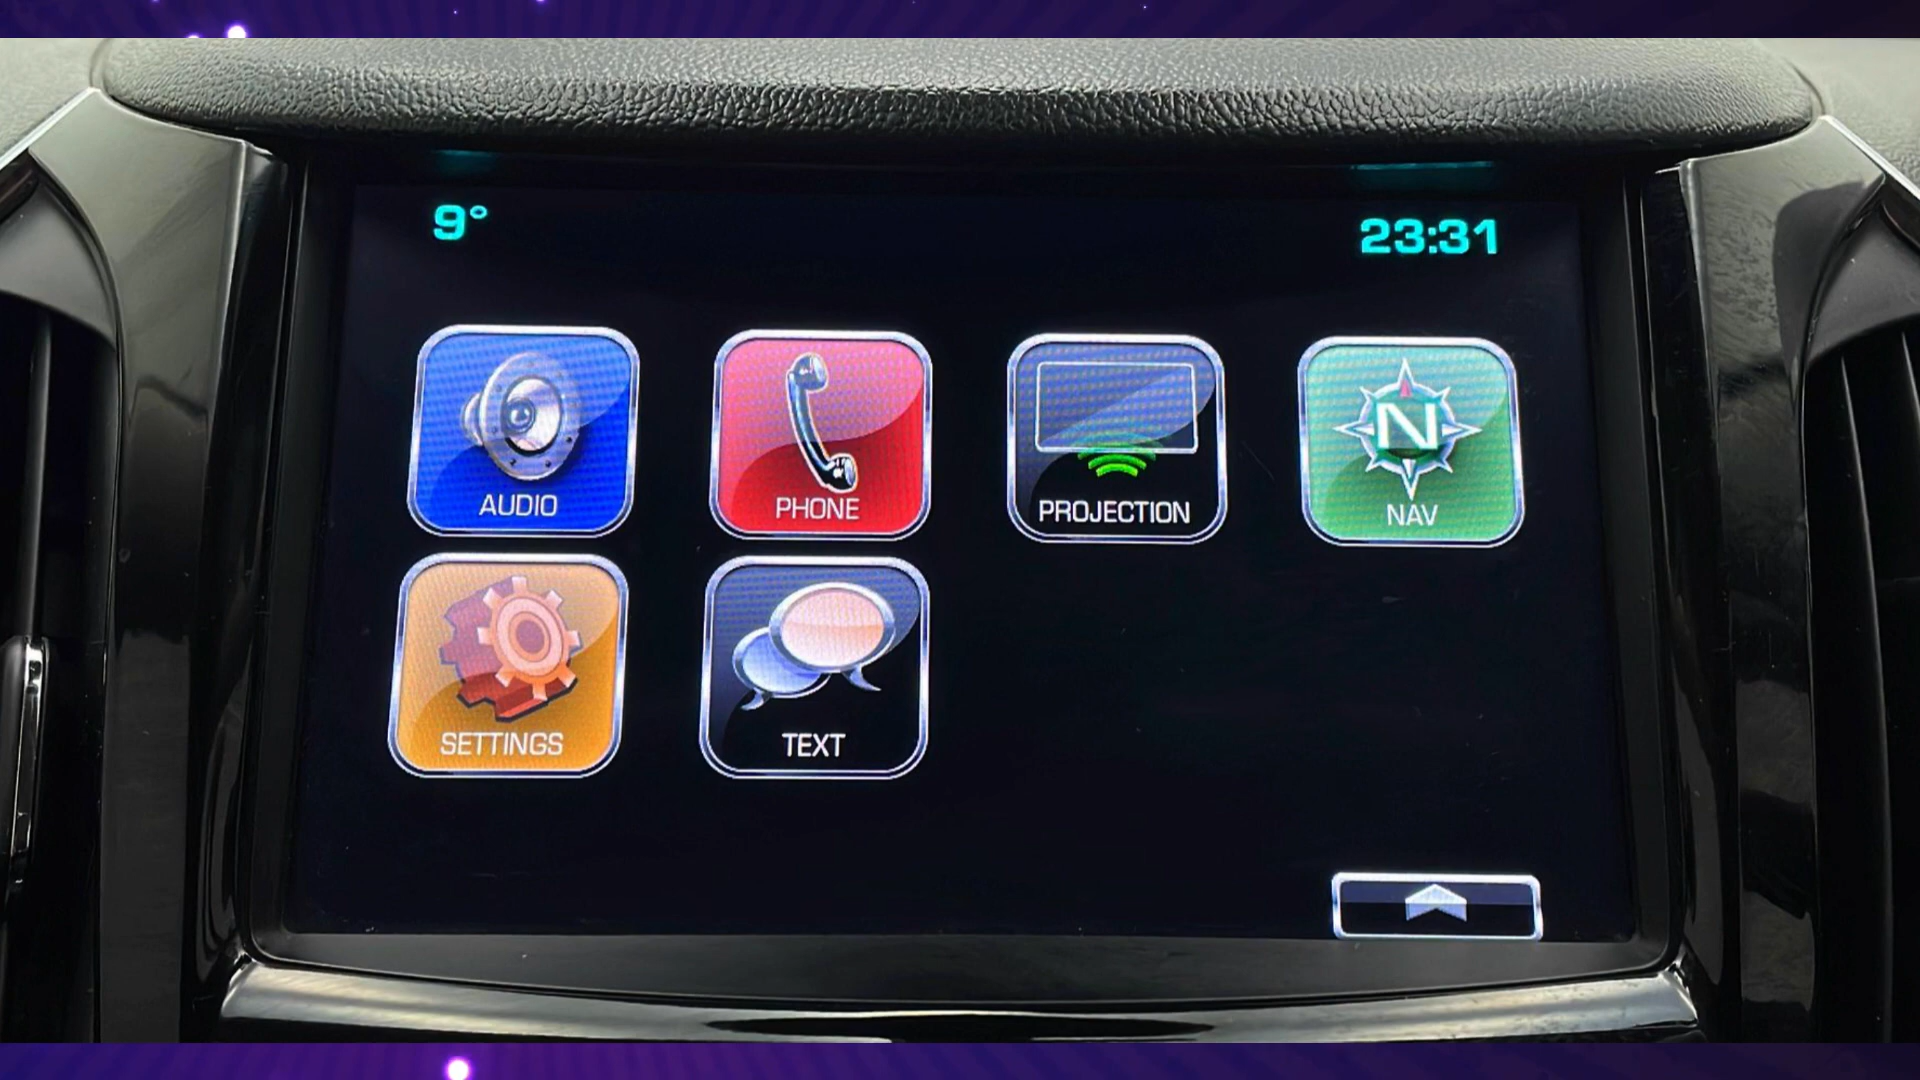 9°
23:31
AUDIO
PHONE
PROJECTION
N
NAV
SETTINGS
TEXT